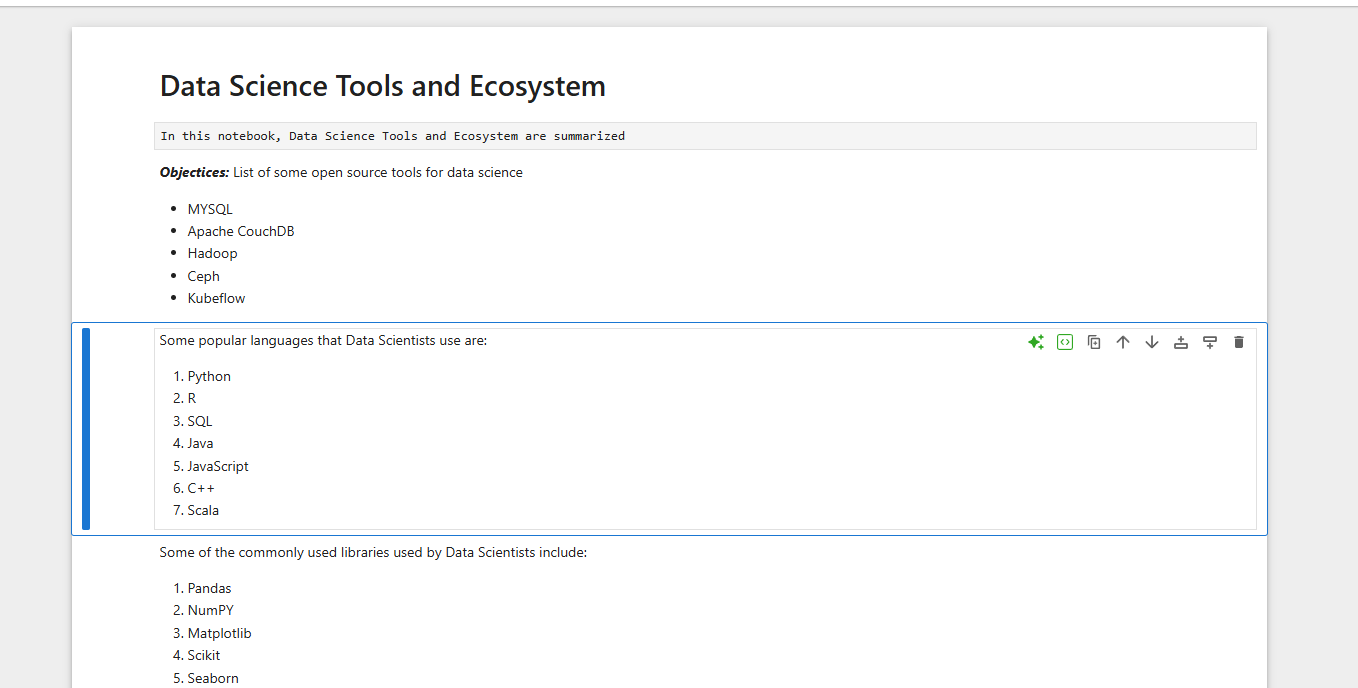 Data Science Tools and Ecosystem
In this notebook, Data Science Tools and Ecosystem are summarized
Objectices: List of some open source tools for data science
• MYSQL
• Apache CouchDB
• Hadoop
• Ceph
• Kubeflow
Some popular languages that Data Scientists use are:
1. Python
2. R
3. SQL
4. Java
5. JavaScript
6. C++
7. Scala
Some of the commonly used libraries used by Data Scientists include:
1. Pandas
2. NumPY
3. Matplotlib
4. Scikit
5. Seaborn